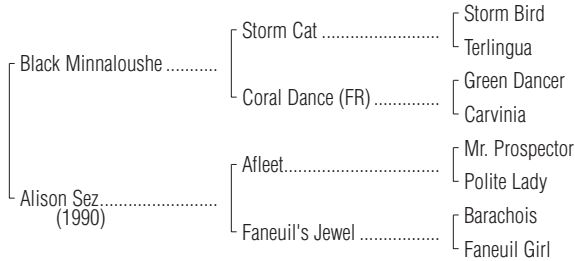 Storm Bird
Storm Cat ........................
Terlingua
Black Minnaloushe ...........
Green Dancer
Coral Dance (FR) ..............
Carvinia
Mr. Prospector
Afleet................................
Polite Lady
Alison Sez.........................
(1990)
Barachois
Faneuil's Jewel .................
Faneuil Girl